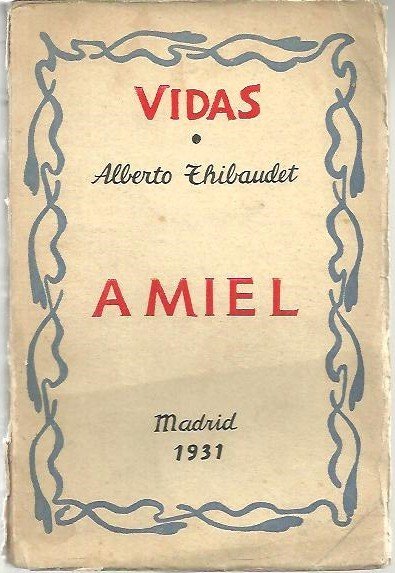 VIDAS
•
Alberto Thibaudet
AMIEL
Madrid
1931